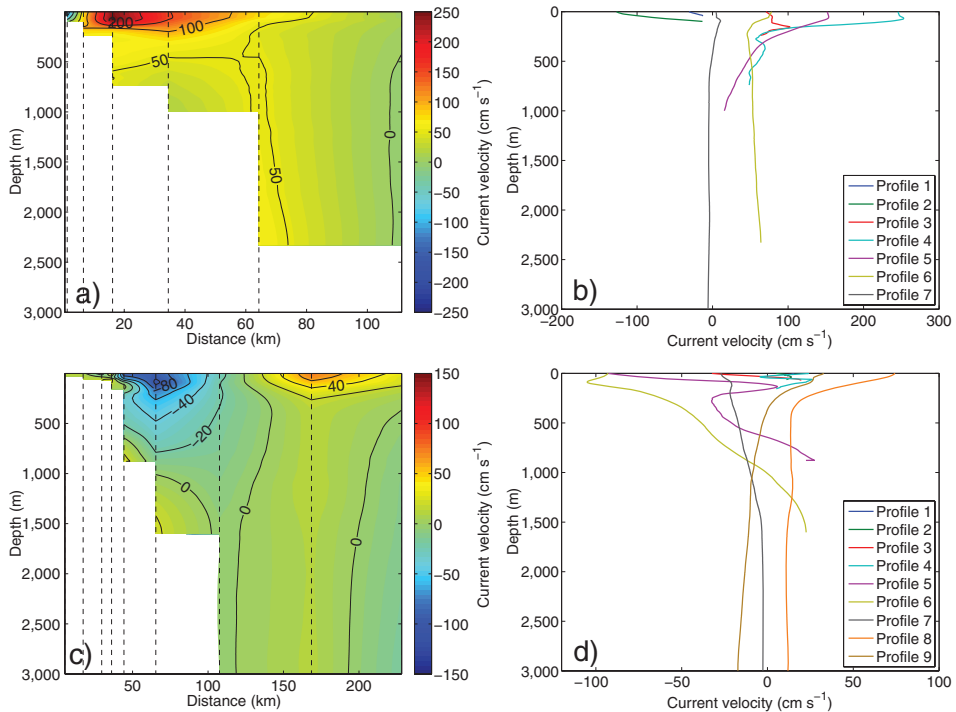 a)
200
100
50
50
0
0
500
1,000
1,500
2,000
2,500
3,000
Depth (m)
20
40
60
80
100
Distance (km)
250
200
150
100
50
0
−50
−100
−150
−200
−250
Current velocity (cm s⁻¹)
b)
0
500
1,000
1,500
2,000
2,500
3,000
Depth (m)
−200
−100
0
100
200
300
Current velocity (cm s⁻¹)
Profile 1
Profile 2
Profile 3
Profile 4
Profile 5
Profile 6
Profile 7
c)
−80
−40
−20
0
0
40
0
0
500
1,000
1,500
2,000
2,500
3,000
Depth (m)
50
100
150
200
Distance (km)
150
100
50
0
−50
−100
−150
Current velocity (cm s⁻¹)
d)
0
500
1,000
1,500
2,000
2,500
3,000
Depth (m)
−100
−50
0
50
100
Current velocity (cm s⁻¹)
Profile 1
Profile 2
Profile 3
Profile 4
Profile 5
Profile 6
Profile 7
Profile 8
Profile 9